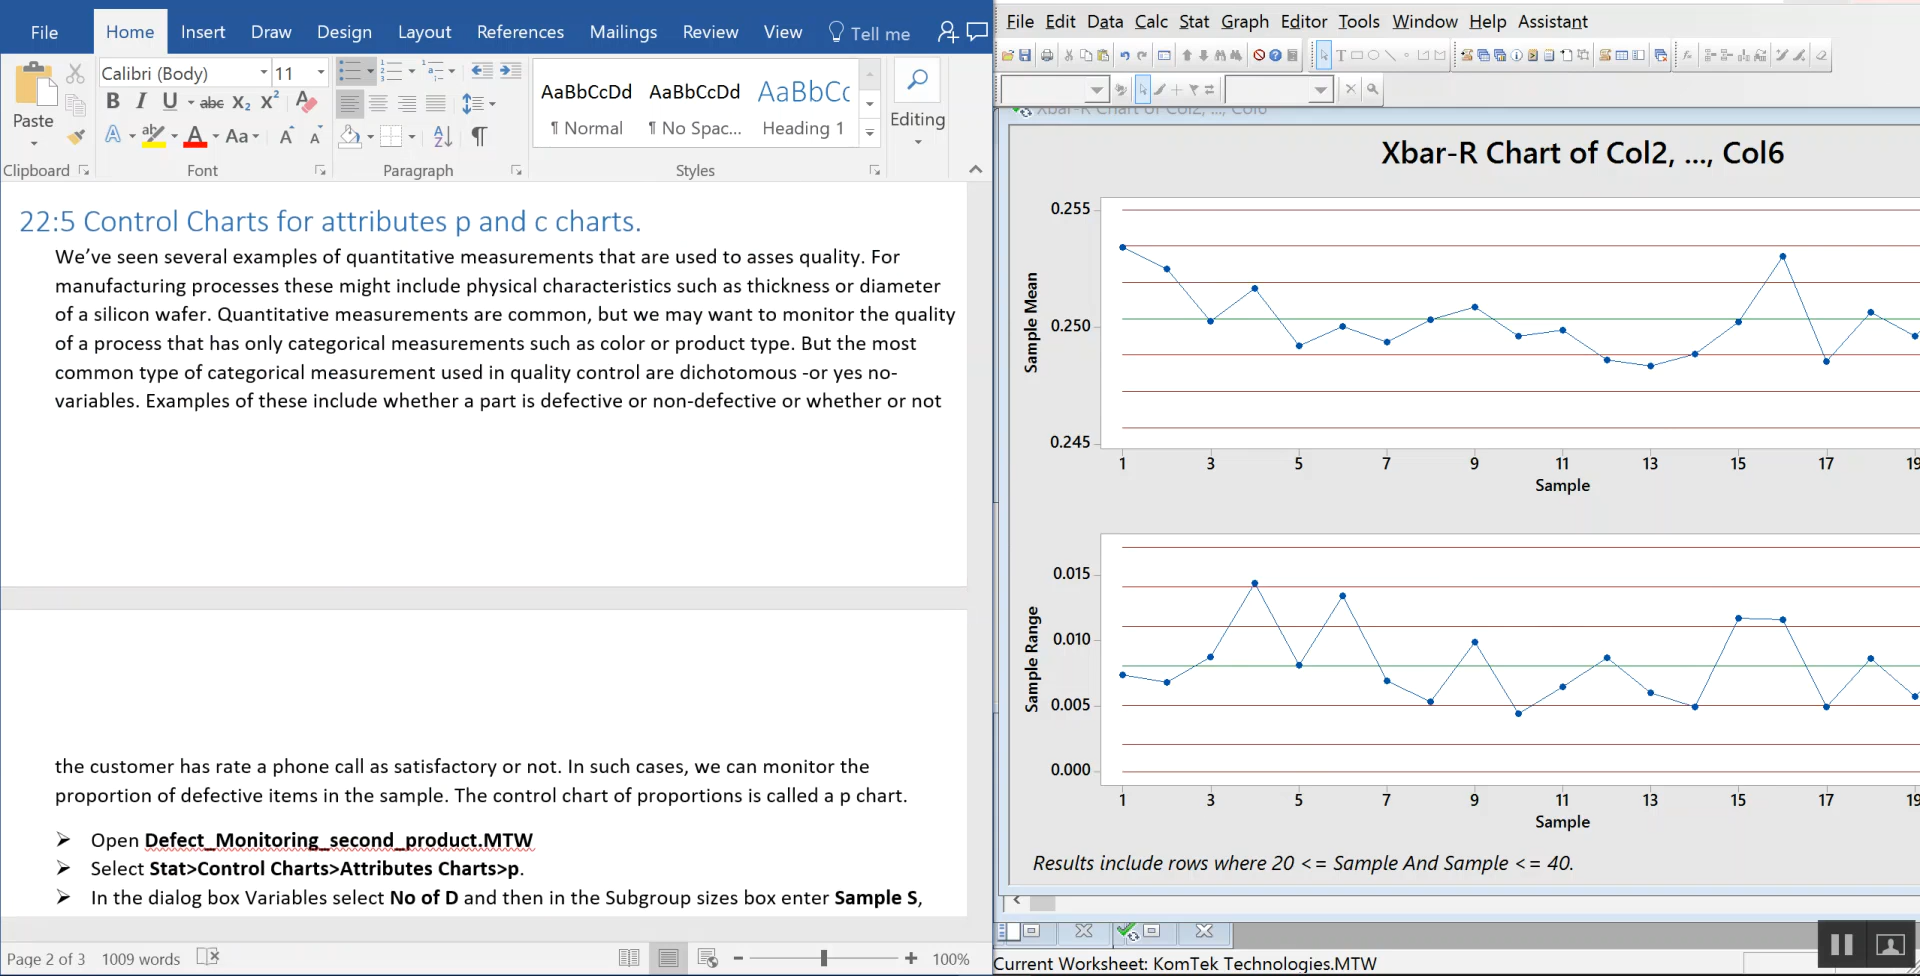 File Home Insert Draw Design Layout References Mailings Review View Tell me
Calibri (Body) 11
Paste
B I U abc X₂ X²
A Aa A A
AaBbCcDd AaBbCcDd AaBbCc
¶ Normal ¶ No Spac... Heading 1
Editing
Clipboard Font Paragraph Styles
22:5 Control Charts for attributes p and c charts.
We’ve seen several examples of quantitative measurements that are used to asses quality. For
manufacturing processes these might include physical characteristics such as thickness or diameter
of a silicon wafer. Quantitative measurements are common, but we may want to monitor the quality
of a process that has only categorical measurements such as color or product type. But the most
common type of categorical measurement used in quality control are dichotomous -or yes no-
variables. Examples of these include whether a part is defective or non-defective or whether or not
the customer has rate a phone call as satisfactory or not. In such cases, we can monitor the
proportion of defective items in the sample. The control chart of proportions is called a p chart.
➢ Open Defect_Monitoring_second_product.MTW
➢ Select Stat>Control Charts>Attributes Charts>p.
➢ In the dialog box Variables select No of D and then in the Subgroup sizes box enter Sample S,
Page 2 of 3 1009 words
100%
File Edit Data Calc Stat Graph Editor Tools Window Help Assistant
Xbar-R Chart of Col2, ..., Col6
Xbar-R Chart of Col2, ..., Col6
Sample Mean
0.255
0.250
0.245
1 3 5 7 9 11 13 15 17 19
Sample
Sample Range
0.015
0.010
0.005
0.000
1 3 5 7 9 11 13 15 17 19
Sample
Results include rows where 20 <= Sample And Sample <= 40.
Current Worksheet: KomTek Technologies.MTW